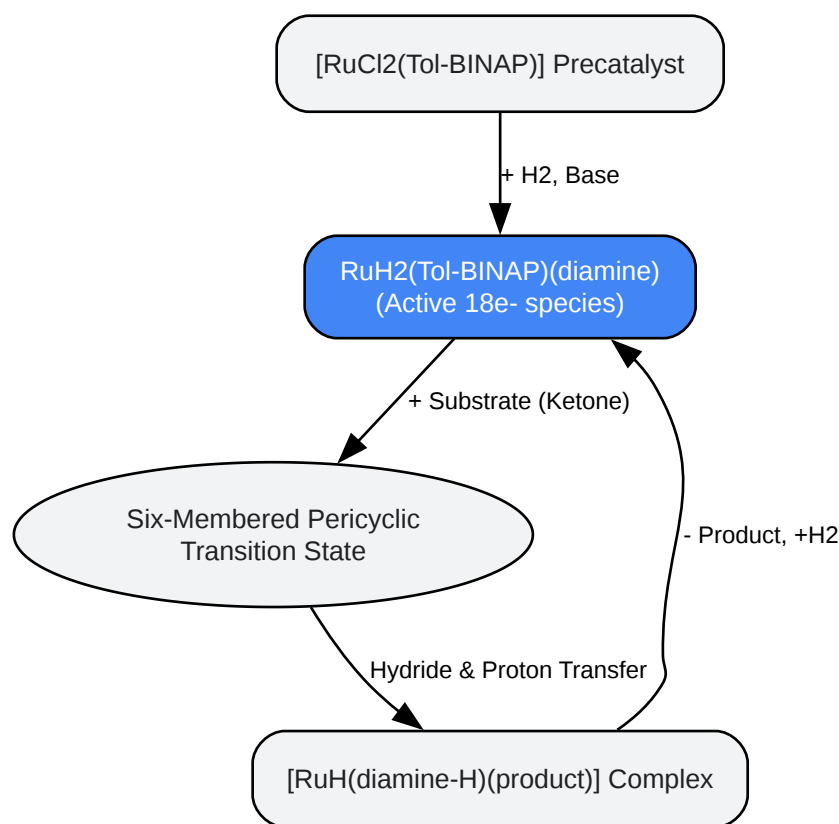 [RuCl2(Tol-BINAP)] Precatalyst
+ H2, Base
RuH2(Tol-BINAP)(diamine)
(Active 18e- species)
+ Substrate (Ketone)
Six-Membered Pericyclic
Transition State
- Product, +H2
Hydride & Proton Transfer
[RuH(diamine-H)(product)] Complex